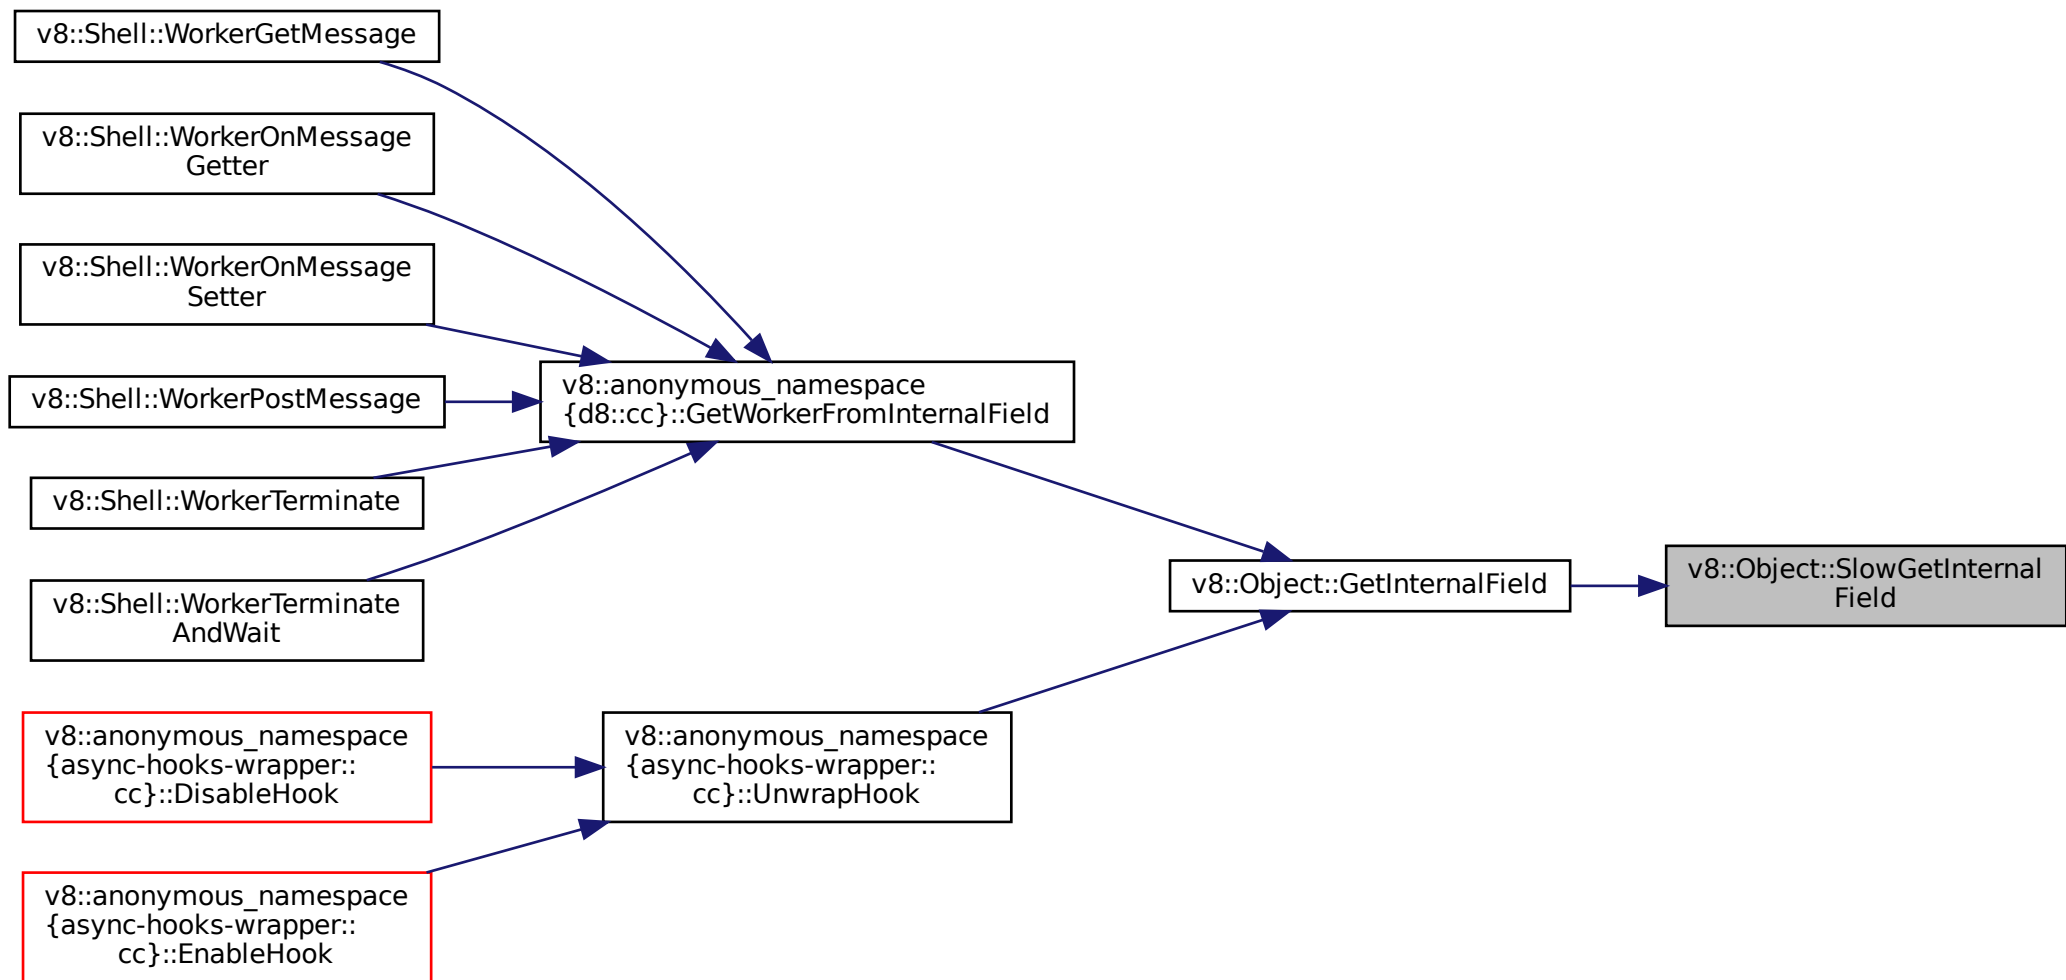 v8::Shell::WorkerGetMessage
v8::Shell::WorkerOnMessage
Getter
v8::Shell::WorkerOnMessage
Setter
v8::Shell::WorkerPostMessage
v8::Shell::WorkerTerminate
v8::Shell::WorkerTerminate
AndWait
v8::anonymous_namespace
{async-hooks-wrapper::
cc}::DisableHook
v8::anonymous_namespace
{async-hooks-wrapper::
cc}::EnableHook
v8::anonymous_namespace
{d8::cc}::GetWorkerFromInternalField
v8::anonymous_namespace
{async-hooks-wrapper::
cc}::UnwrapHook
v8::Object::GetInternalField
v8::Object::SlowGetInternal
Field